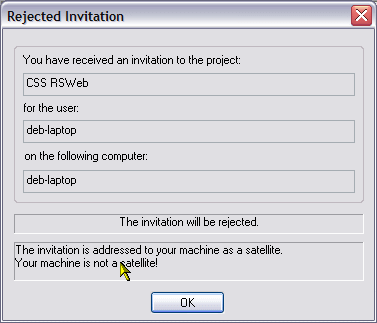 Rejected Invitation
You have received an invitation to the project:
CSS RSWeb
for the user:
deb-laptop
on the following computer:
deb-laptop
The invitation will be rejected.
The invitation is addressed to your machine as a satellite.
Your machine is not a satellite!
OK